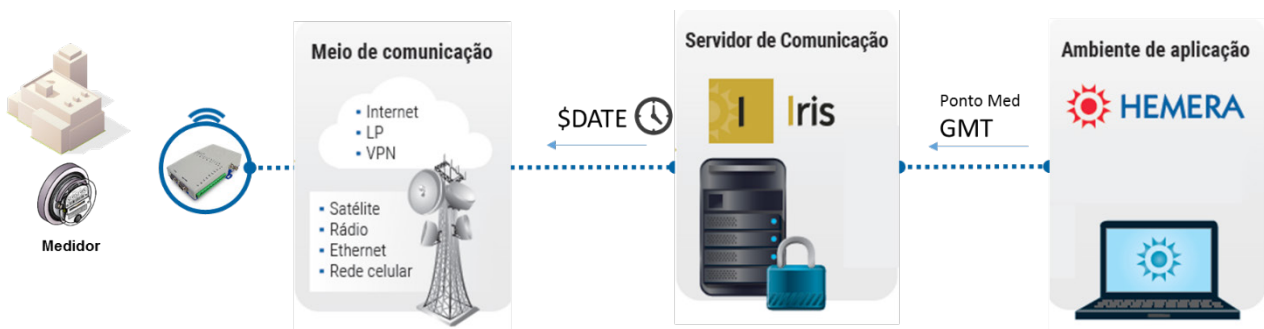 Medidor
Meio de comunicação
▪ Internet
▪ LP
▪ VPN
▪ Satélite
▪ Rádio
▪ Ethernet
▪ Rede celular
$DATE
Servidor de Comunicação
I Iris
Ponto Med
GMT
Ambiente de aplicação
HEMERA